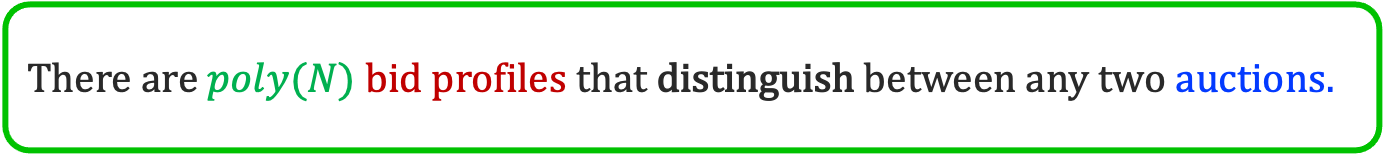 There are poly(N) bid profiles that distinguish between any two auctions.